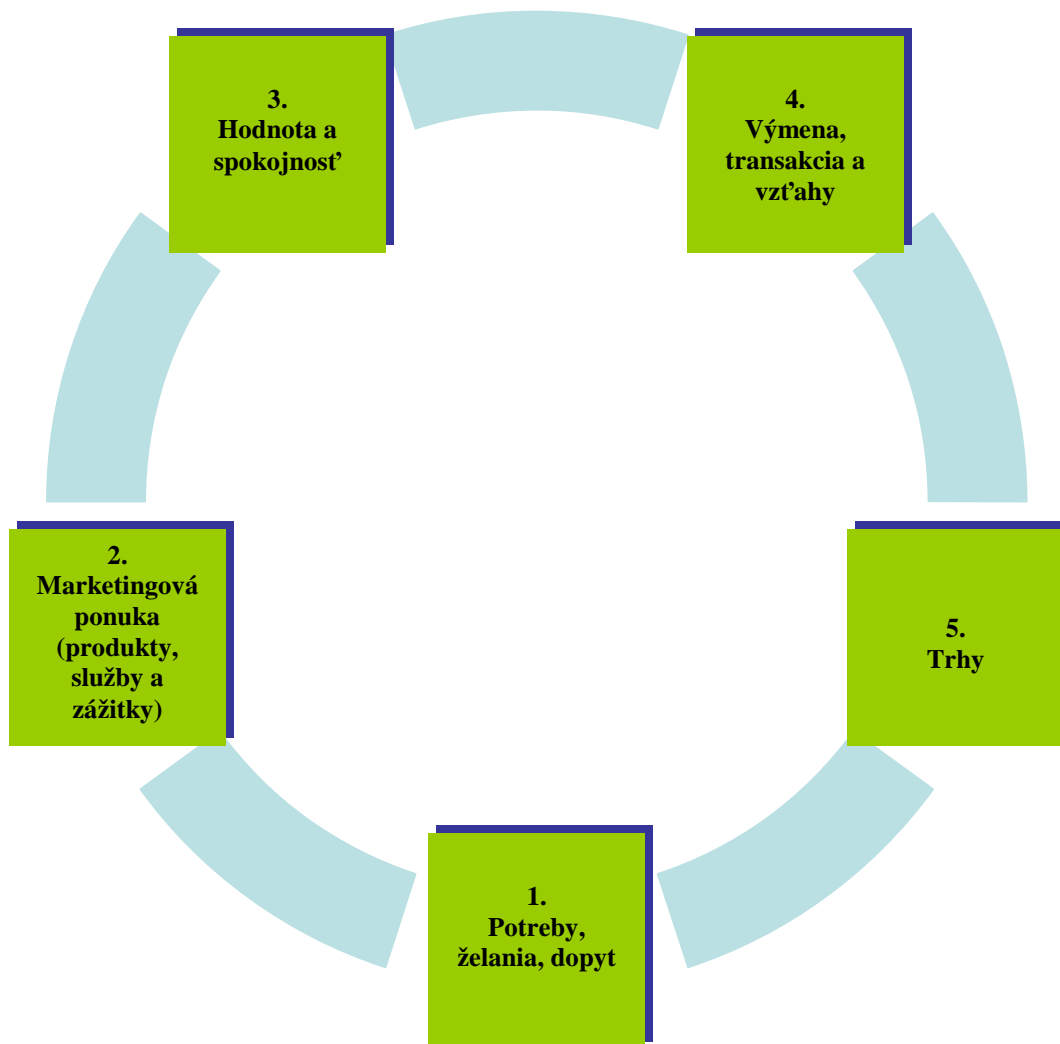 3.
Hodnota a
spokojnosť
4.
Výmena,
transakcia a
vzťahy
2.
Marketingová
ponuka
(produkty,
služby a
zážitky)
5.
Trhy
1.
Potreby,
želania, dopyt